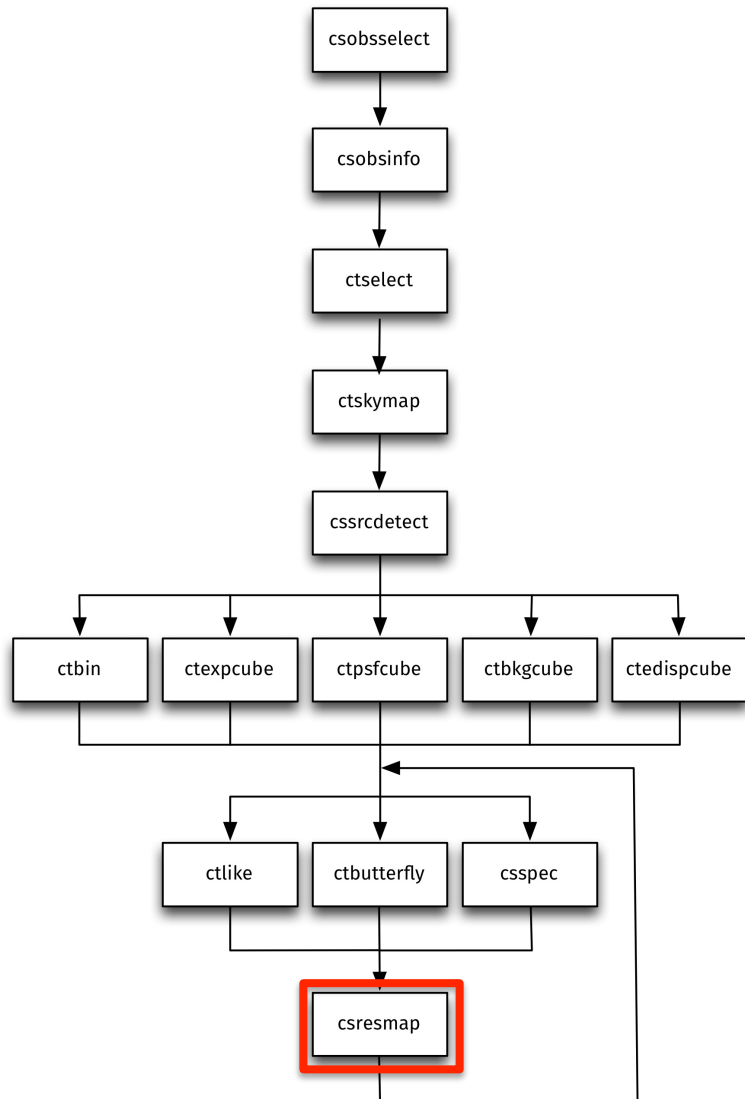 csobsselect
csobsinfo
ctselect
ctskymap
cssrcdetect
ctbin
ctexpcube
ctpsfcube
ctbkgcube
ctedispcube
ctlike
ctbutterfly
csspec
csresmap